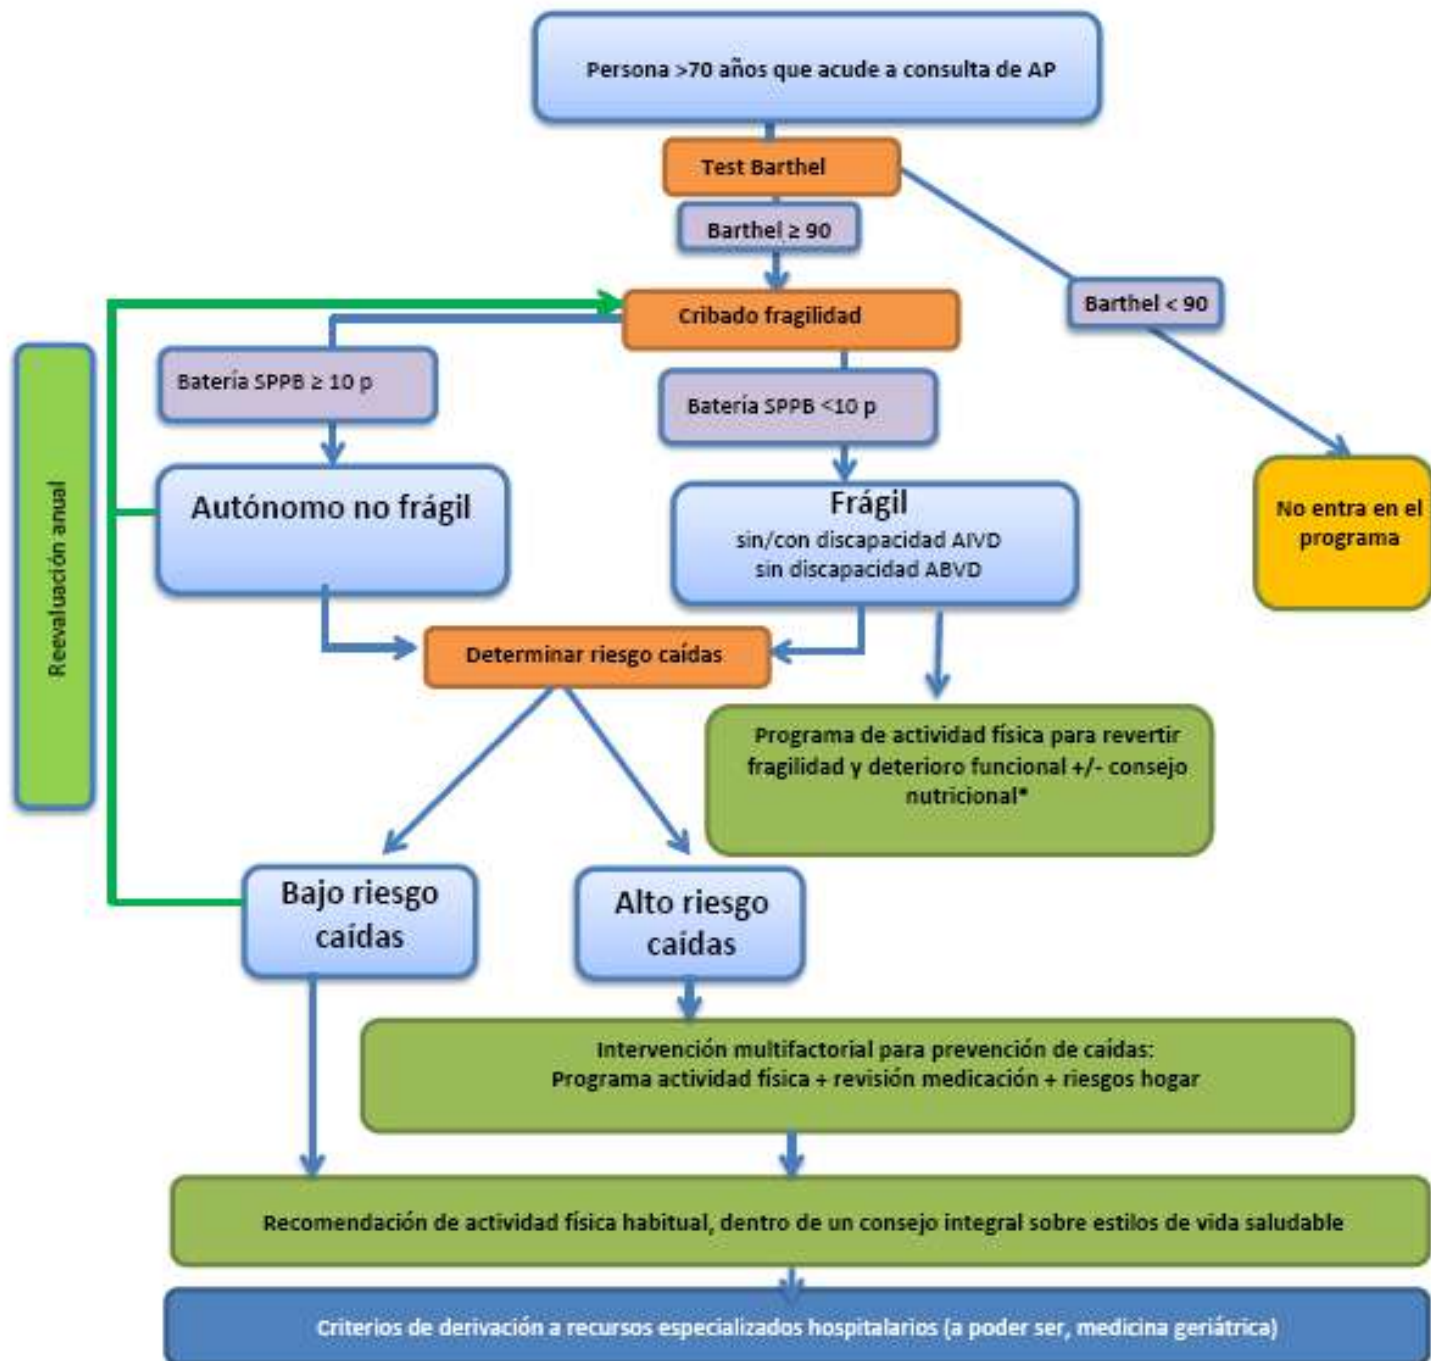 Persona >70 años que acude a consulta de AP
Test Barthel
Barthel ≥ 90
Barthel < 90
Cribado fragilidad
Batería SPPB ≥ 10 p
Batería SPPB <10 p
Reevaluación anual
Autónomo no frágil
Frágil
sin/con discapacidad AIVD
sin discapacidad ABVD
No entra en el
programa
Determinar riesgo caídas
Programa de actividad física para revertir
fragilidad y deterioro funcional +/- consejo
nutricional*
Bajo riesgo
caídas
Alto riesgo
caídas
Intervención multifactorial para prevención de caídas:
Programa actividad física + revisión medicación + riesgos hogar
Recomendación de actividad física habitual, dentro de un consejo integral sobre estilos de vida saludable
Criterios de derivación a recursos especializados hospitalarios (a poder ser, medicina geriátrica)